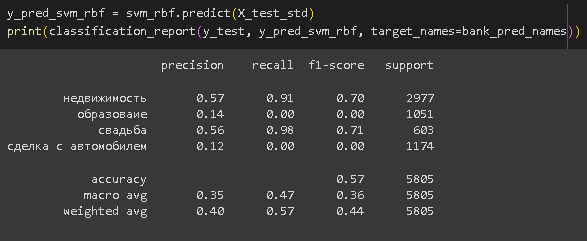 y_pred_svm_rbf = svm_rbf.predict(X_test_std)
print(classification_report(y_test, y_pred_svm_rbf, target_names=bank_pred_names))
precision recall f1-score support
недвижимость 0.57 0.91 0.70 2977
образоваие 0.14 0.00 0.00 1051
свадьба 0.56 0.98 0.71 603
сделка с автомобилем 0.12 0.00 0.00 1174
accuracy 0.57 5805
macro avg 0.35 0.47 0.36 5805
weighted avg 0.40 0.57 0.44 5805